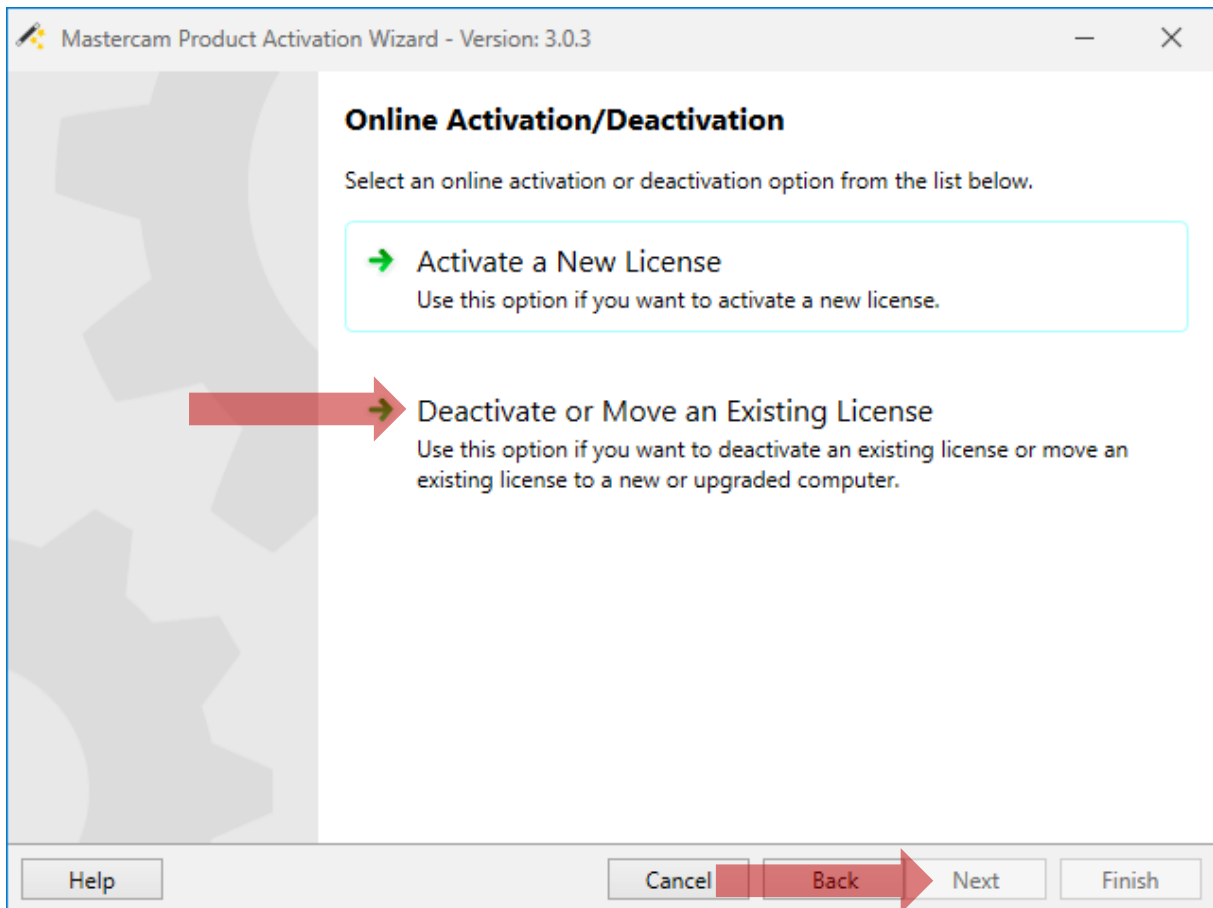 Mastercam Product Activation Wizard - Version: 3.0.3
Online Activation/Deactivation
Select an online activation or deactivation option from the list below.
Activate a New License
Use this option if you want to activate a new license.
Deactivate or Move an Existing License
Use this option if you want to deactivate an existing license or move an
existing license to a new or upgraded computer.
Help Cancel Back Next Finish